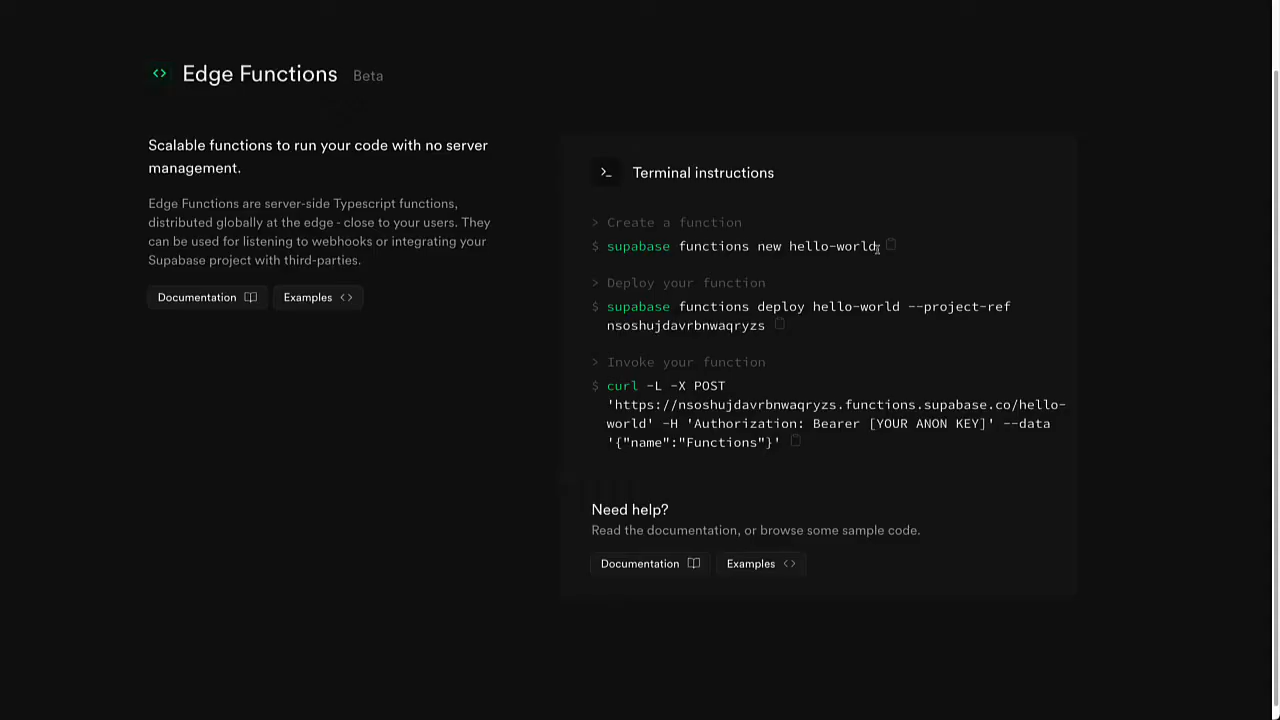 Edge Functions Beta
Scalable functions to run your code with no server
management.
Edge Functions are server-side Typescript functions,
distributed globally at the edge - close to your users. They
can be used for listening to webhooks or integrating your
Supabase project with third-parties.
Documentation
Examples
Terminal instructions
> Create a function
$ supabase functions new hello-world
> Deploy your function
$ supabase functions deploy hello-world --project-ref
nsoshujdavrbnwaqryzs
> Invoke your function
$ curl -L -X POST
'https://nsoshujdavrbnwaqryzs.functions.supabase.co/hello-
world' -H 'Authorization: Bearer [YOUR ANON KEY]' --data
'{"name":"Functions"}'
Need help?
Read the documentation, or browse some sample code.
Documentation
Examples